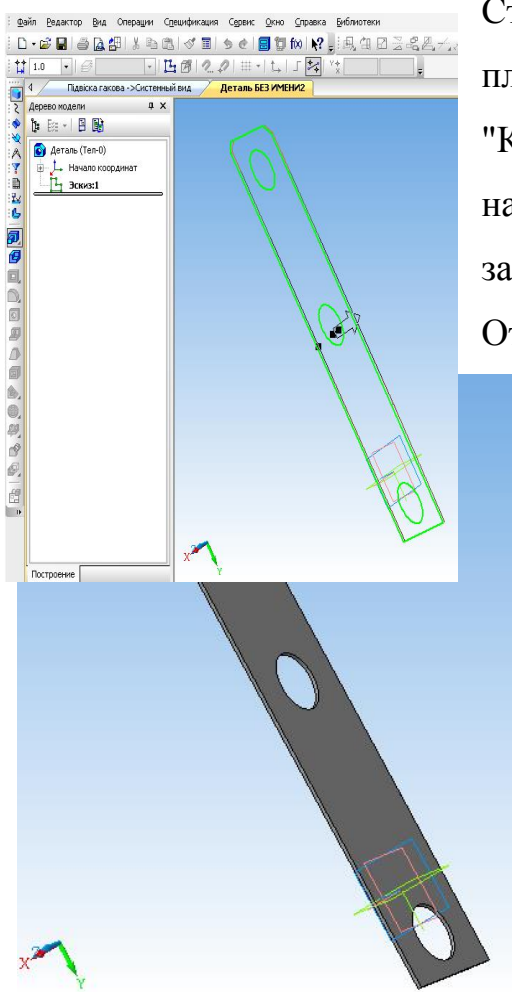 Файл Редактор Вид Операции Спецификация Сервис Окно Справка Библиотеки
1.0
Підвіска гакова ->Системный вид Деталь БЕЗ ИМЕНИ2
Дерево модели
Деталь (Тел-0)
Начало координат
Эскиз:1
X
Y
Построение
X
Y
Ст
пл
"К
на
за
От